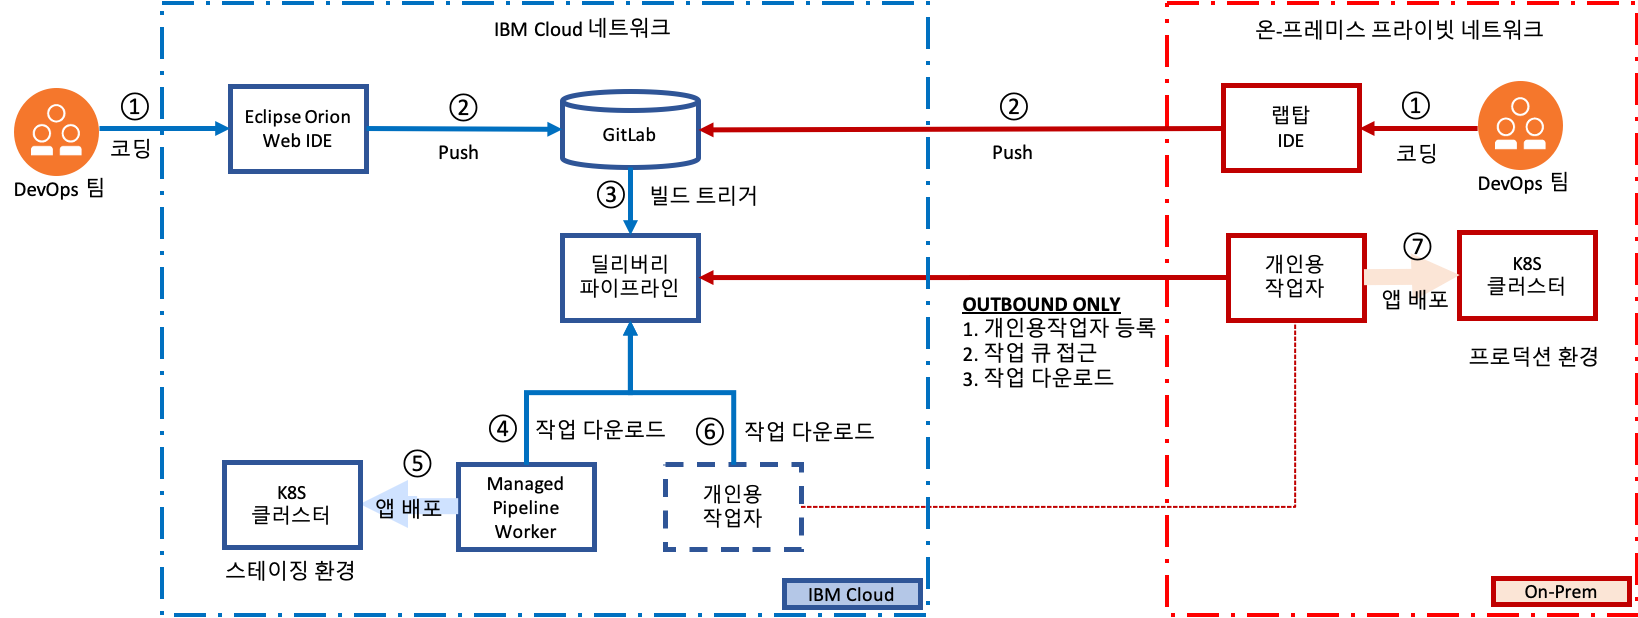 IBM Cloud 네트워크
온-프레미스 프라이빗 네트워크
①
코딩
DevOps 팀
Eclipse Orion
Web IDE
②
Push
GitLab
②
Push
랩탑
IDE
①
코딩
DevOps 팀
③
빌드 트리거
딜리버리
파이프라인
OUTBOUND ONLY
1. 개인용작업자 등록
2. 작업 큐 접근
3. 작업 다운로드
개인용
작업자
⑦
앱 배포
K8S
클러스터
프로덕션 환경
④
작업 다운로드
⑥
작업 다운로드
K8S
클러스터
스테이징 환경
⑤
앱 배포
Managed
Pipeline
Worker
개인용
작업자
IBM Cloud
On-Prem